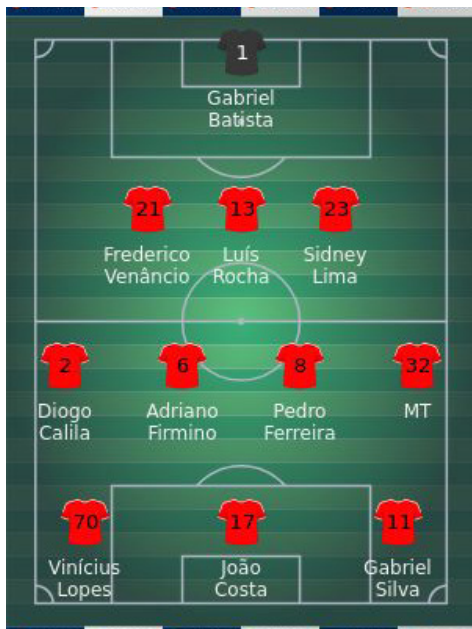 1
Gabriel
Batista
21 13 23
Frederico Luís Sidney
Venâncio Rocha Lima
2 6 8 32
Diogo Adriano Pedro MT
Calila Firmino Ferreira
70 17 11
Vinícius João Gabriel
Lopes Costa Silva